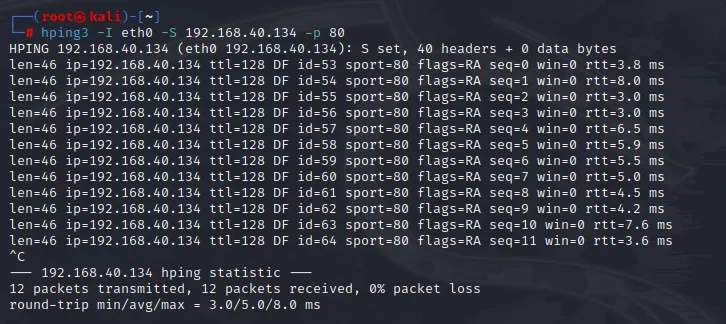 ┌──(root㉿kali)-[~]
└─# hping3 -I eth0 -S 192.168.40.134 -p 80
HPING 192.168.40.134 (eth0 192.168.40.134): S set, 40 headers + 0 data bytes
len=46 ip=192.168.40.134 ttl=128 DF id=53 sport=80 flags=RA seq=0 win=0 rtt=3.8 ms
len=46 ip=192.168.40.134 ttl=128 DF id=54 sport=80 flags=RA seq=1 win=0 rtt=8.0 ms
len=46 ip=192.168.40.134 ttl=128 DF id=55 sport=80 flags=RA seq=2 win=0 rtt=3.0 ms
len=46 ip=192.168.40.134 ttl=128 DF id=56 sport=80 flags=RA seq=3 win=0 rtt=3.0 ms
len=46 ip=192.168.40.134 ttl=128 DF id=57 sport=80 flags=RA seq=4 win=0 rtt=6.5 ms
len=46 ip=192.168.40.134 ttl=128 DF id=58 sport=80 flags=RA seq=5 win=0 rtt=5.9 ms
len=46 ip=192.168.40.134 ttl=128 DF id=59 sport=80 flags=RA seq=6 win=0 rtt=5.5 ms
len=46 ip=192.168.40.134 ttl=128 DF id=60 sport=80 flags=RA seq=7 win=0 rtt=5.0 ms
len=46 ip=192.168.40.134 ttl=128 DF id=61 sport=80 flags=RA seq=8 win=0 rtt=4.5 ms
len=46 ip=192.168.40.134 ttl=128 DF id=62 sport=80 flags=RA seq=9 win=0 rtt=4.2 ms
len=46 ip=192.168.40.134 ttl=128 DF id=63 sport=80 flags=RA seq=10 win=0 rtt=7.6 ms
len=46 ip=192.168.40.134 ttl=128 DF id=64 sport=80 flags=RA seq=11 win=0 rtt=3.6 ms
^C
--- 192.168.40.134 hping statistic ---
12 packets transmitted, 12 packets received, 0% packet loss
round-trip min/avg/max = 3.0/5.0/8.0 ms